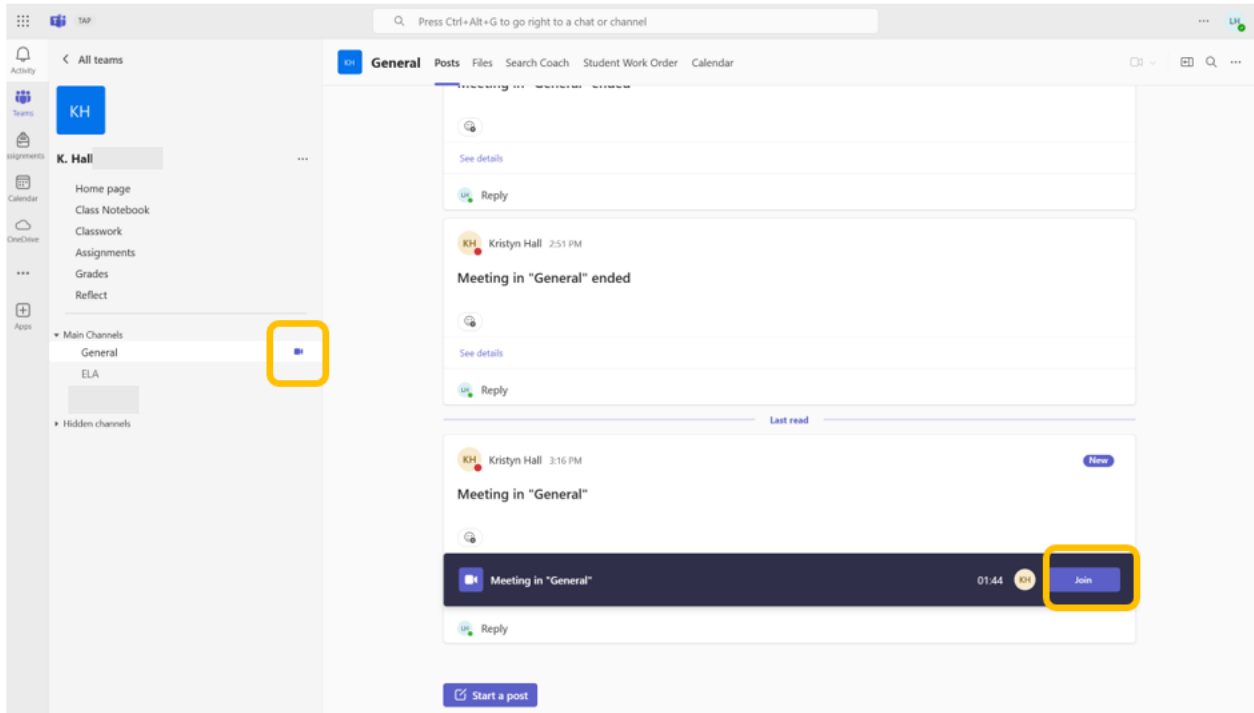 TAP
Press Ctrl+Alt+G to go right to a chat or channel
LH
Activity
Teams
ssignments
Calendar
OneDrive
Apps
All teams
KH
K. Hall
Home page
Class Notebook
Classwork
Assignments
Grades
Reflect
Main Channels
General
ELA
Hidden channels
KH General Posts Files Search Coach Student Work Order Calendar
Meeting in "General" ended
See details
LH Reply
KH Kristyn Hall 2:51 PM
Meeting in "General" ended
See details
LH Reply
Last read
KH Kristyn Hall 3:16 PM New
Meeting in "General"
Meeting in "General" 01:44 KH Join
LH Reply
Start a post